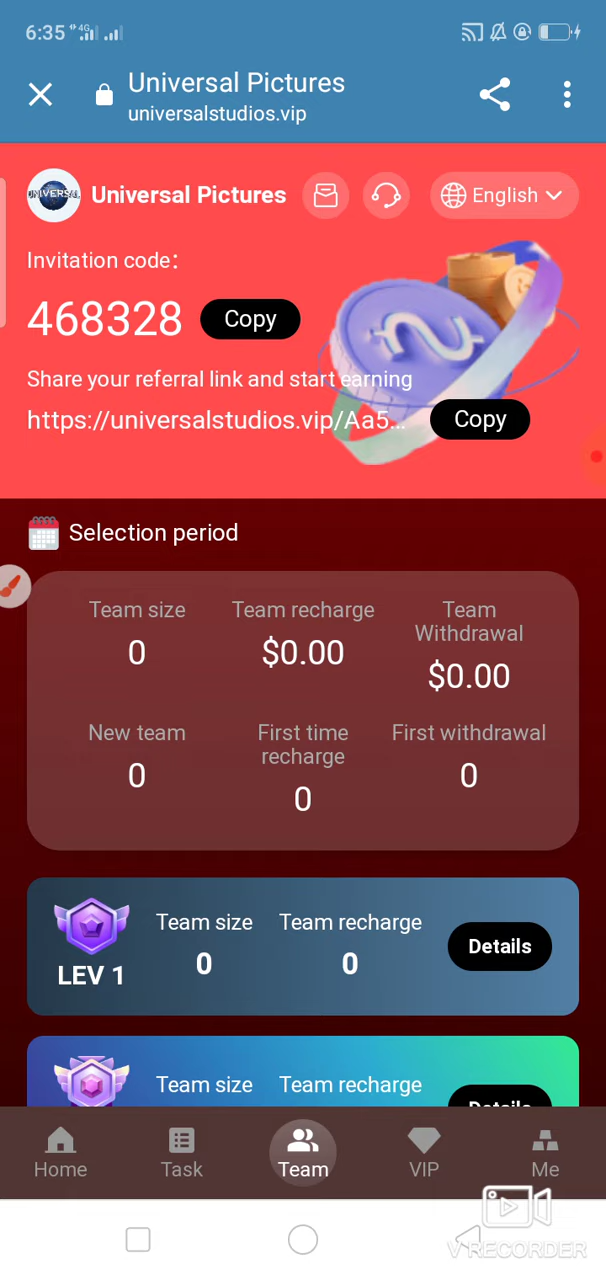 6:35 4G
Universal Pictures
universalstudios.vip
UNIVERSAL
Universal Pictures
English
Invitation code:
468328 Copy
Share your referral link and start earning
https://universalstudios.vip/Aa5... Copy
Selection period
Team size Team recharge Team Withdrawal
0 $0.00 $0.00
New team First time recharge First withdrawal
0 0 0
Team size Team recharge
LEV 1 0 0 Details
Team size Team recharge
Details
Home Task Team VIP Me
V RECORDER